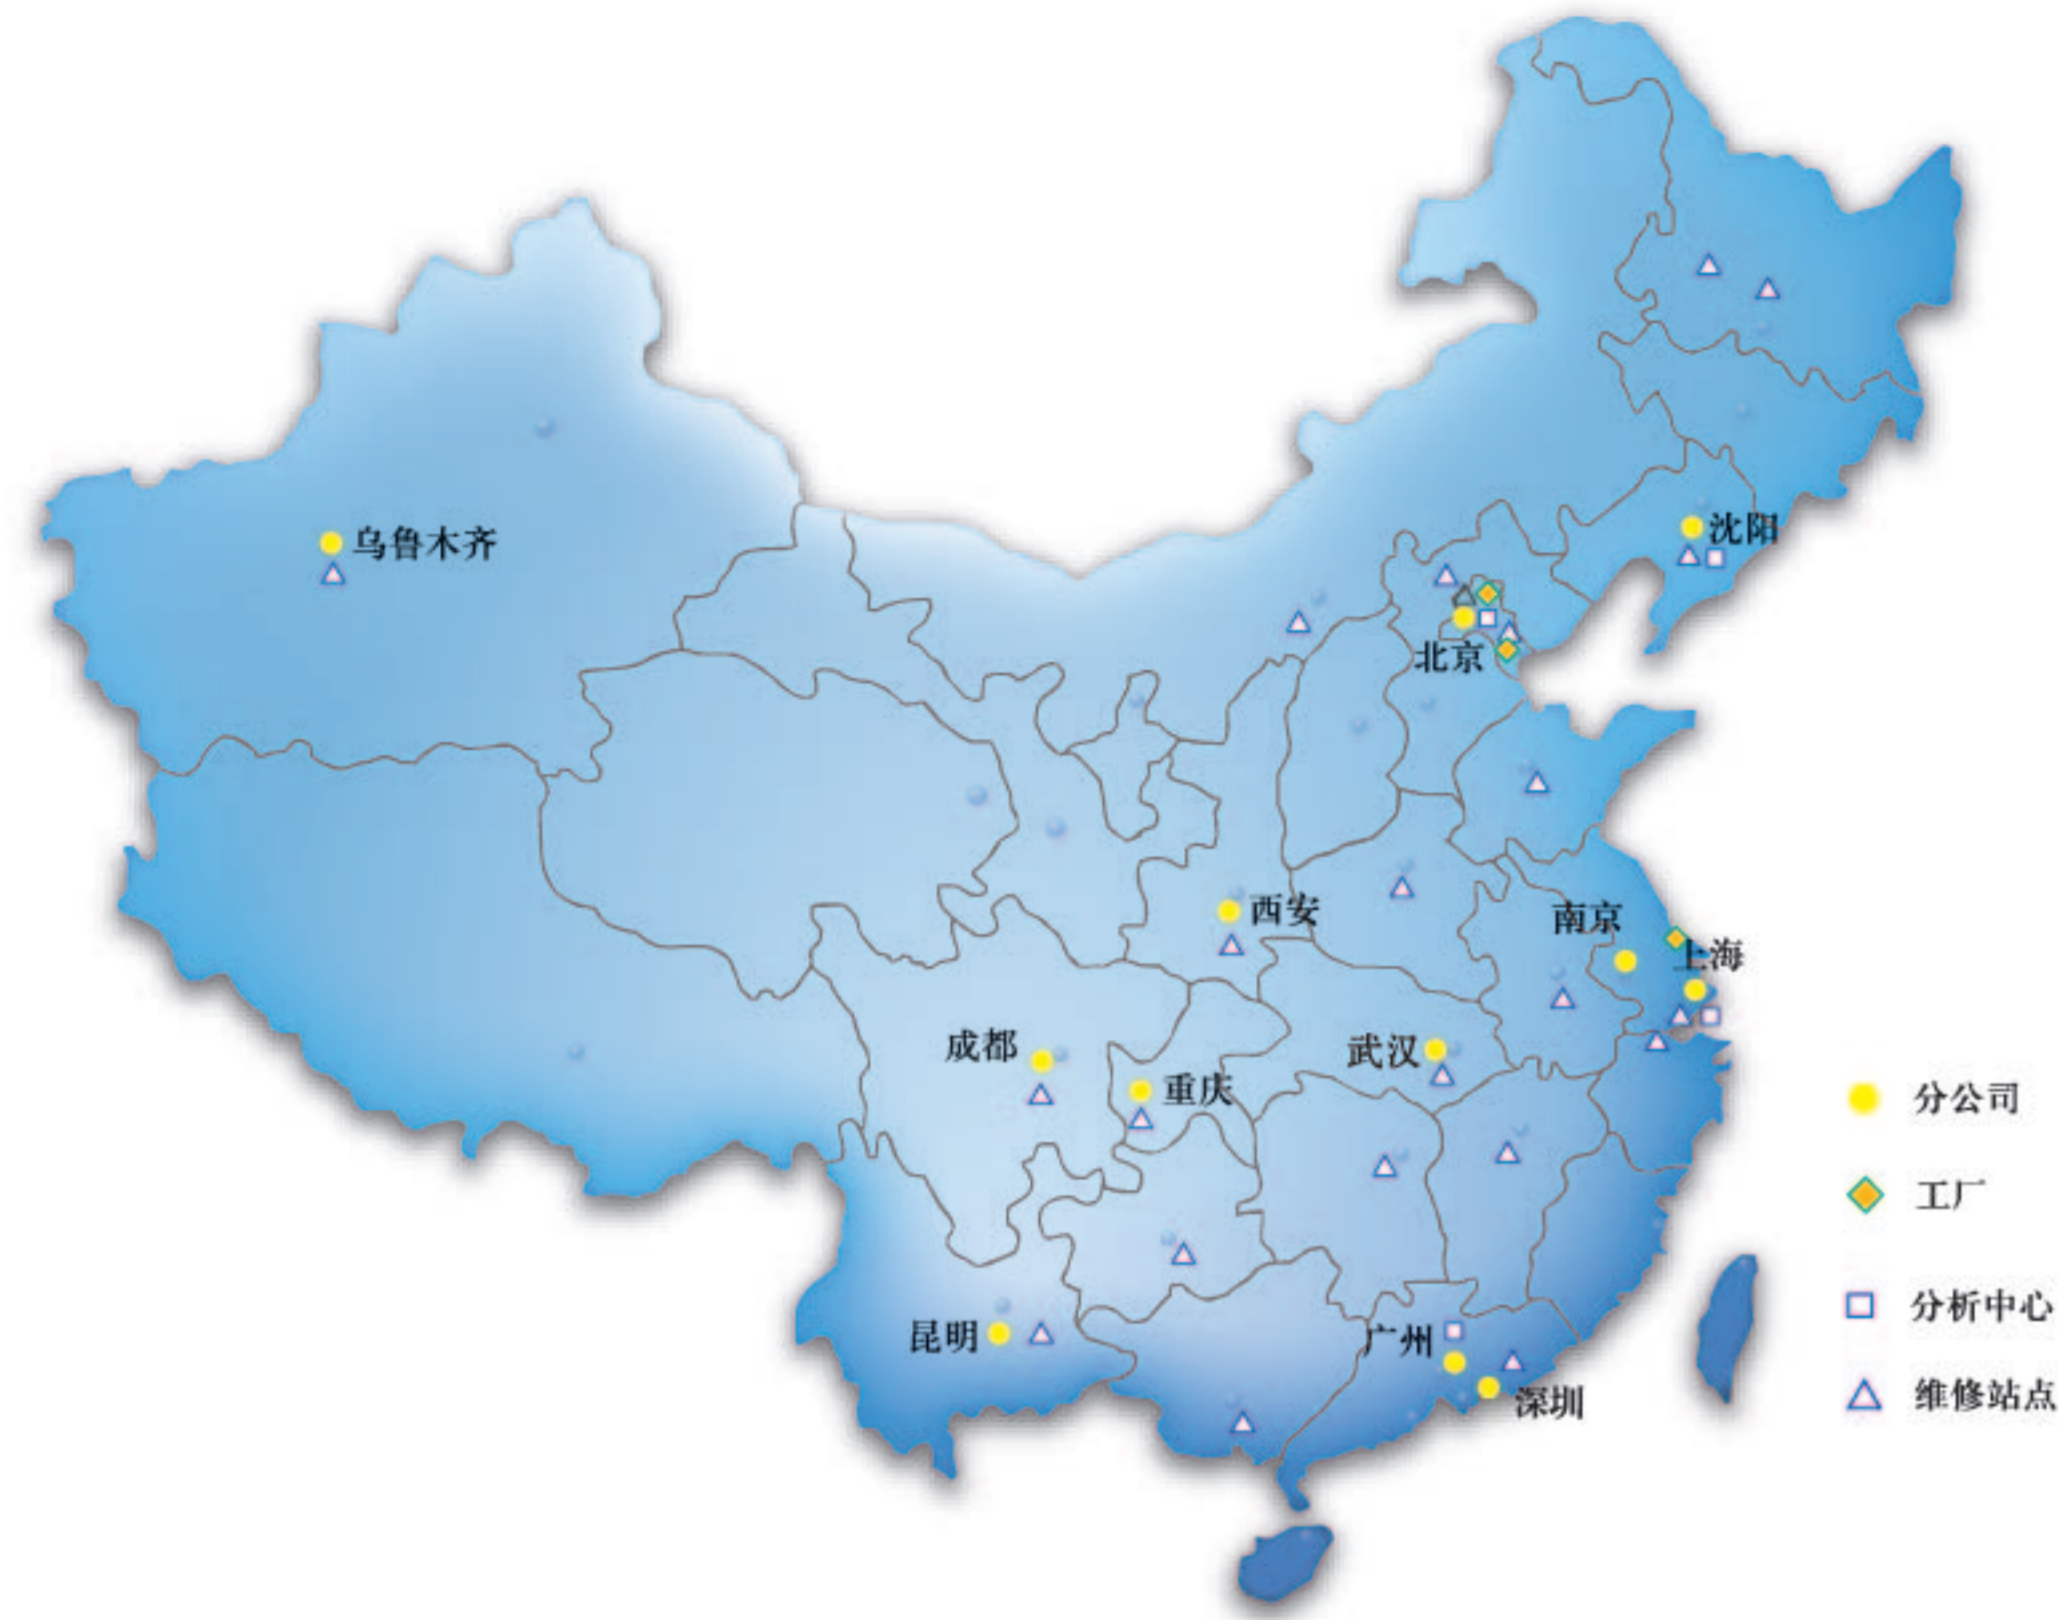 乌鲁木齐
沈阳
北京
西安
南京
上海
成都
武汉
重庆
昆明
广州
深圳
分公司
工厂
分析中心
维修站点